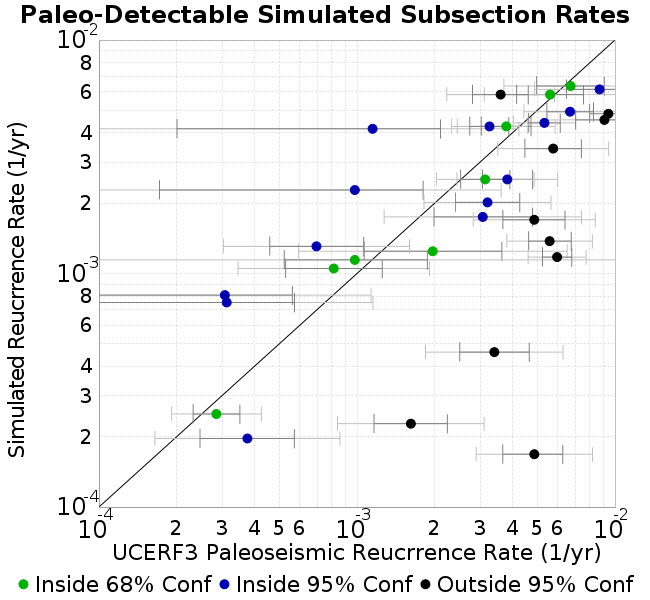 Paleo-Detectable Simulated Subsection Rates
10-2
8
6
4
3
2
10-3
8
6
4
3
2
10-4
Simulated Reucrrence Rate (1/yr)
10-4 2 3 4 5 6 10-3 2 3 4 5 6 10-2
UCERF3 Paleoseismic Reucrrence Rate (1/yr)
Inside 68% Conf Inside 95% Conf Outside 95% Conf